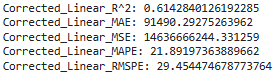 Corrected_Linear_R^2: 0.6142840126192285
Corrected_Linear_MAE: 91490.29275263962
Corrected_Linear_MSE: 14636666244.331259
Corrected_Linear_MAPE: 21.89197363889662
Corrected_Linear_RMSPE: 29.454474678773764